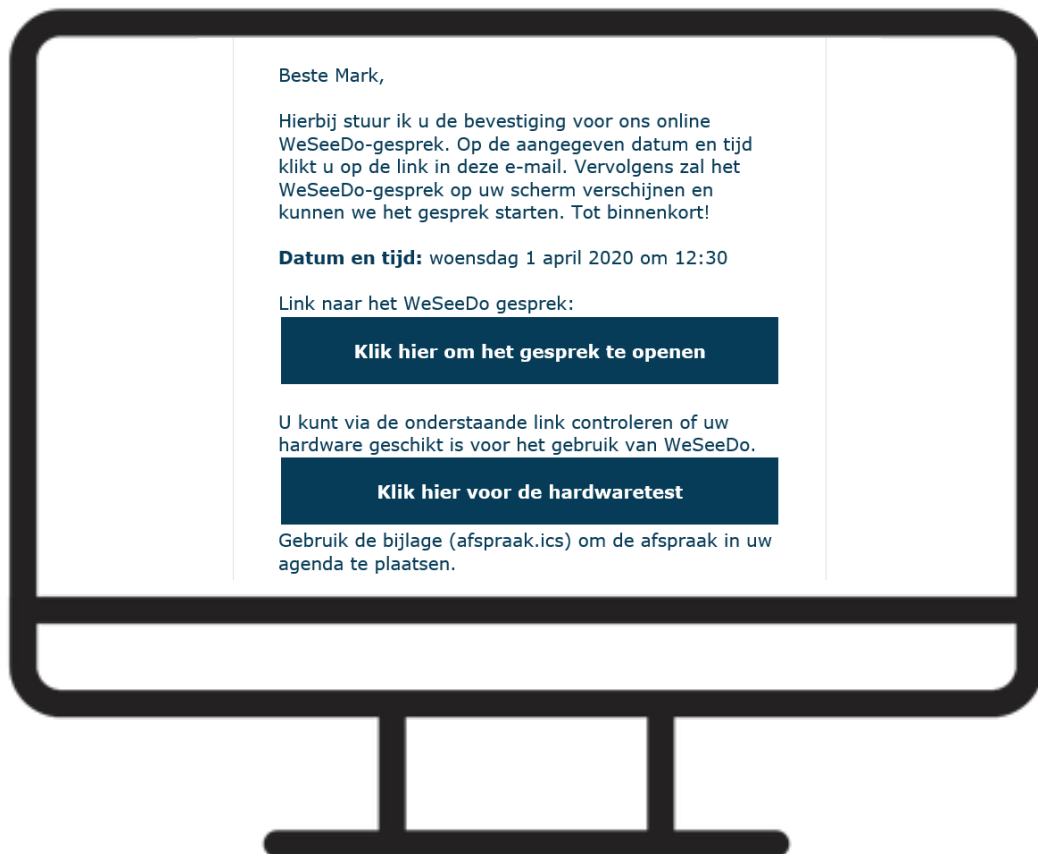 Beste Mark,
Hierbij stuur ik u de bevestiging voor ons online
WeSeeDo-gesprek. Op de aangegeven datum en tijd
klikt u op de link in deze e-mail. Vervolgens zal het
WeSeeDo-gesprek op uw scherm verschijnen en
kunnen we het gesprek starten. Tot binnenkort!
Datum en tijd: woensdag 1 april 2020 om 12:30
Link naar het WeSeeDo gesprek:
Klik hier om het gesprek te openen
U kunt via de onderstaande link controleren of uw
hardware geschikt is voor het gebruik van WeSeeDo.
Klik hier voor de hardwaretest
Gebruik de bijlage (afspraak.ics) om de afspraak in uw
agenda te plaatsen.